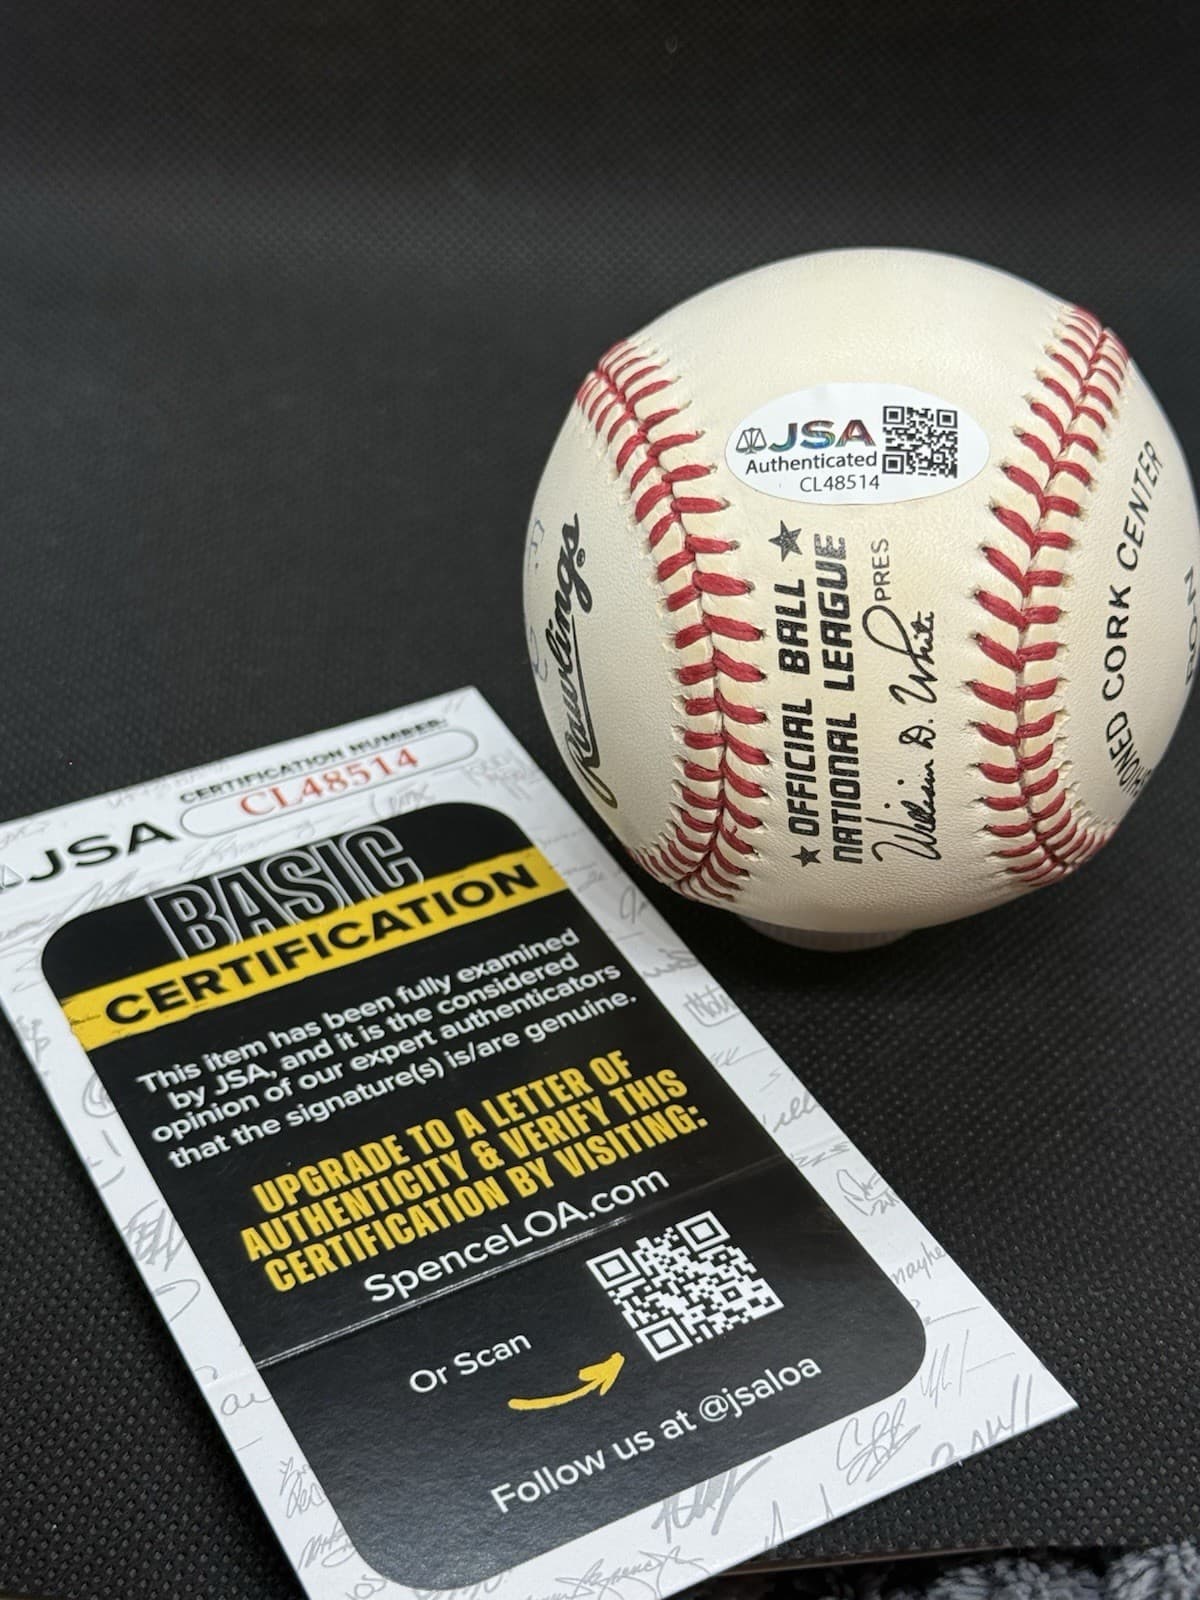 JSA
Authenticated
CL48514
Rawlings®
OFFICIAL BALL
NATIONAL LEAGUE
William D. White PRES
HIONED CORK CENTER
CERTIFICATION NUMBER:
CL48514
JSA
BASIC
CERTIFICATION
This item has been fully examined
by JSA, and it is the considered
opinion of our expert authenticators
that the signature(s) is/are genuine.
UPGRADE TO A LETTER OF
AUTHENTICITY & VERIFY THIS
CERTIFICATION BY VISITING:
SpenceLOA.com
Or Scan
Follow us at @jsaloa